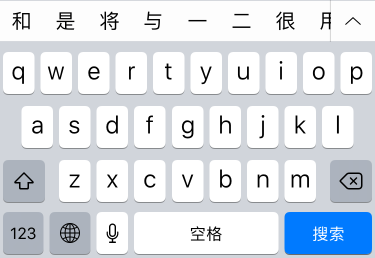 和 是 将 与 一 二 很
q w e r t y u i o p
a s d f g h j k l
z x c v b n m
123 空格 搜索